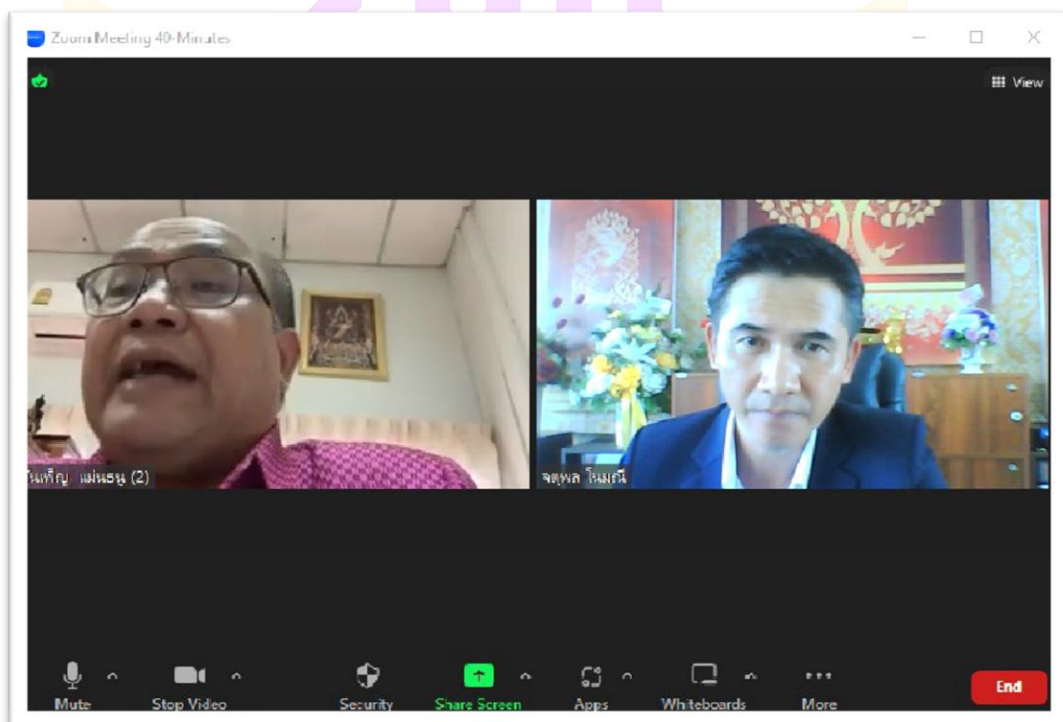 Zoom Meeting 40-Minutes
View
แม่นธนู (2)
จตุพล โนมณี
Mute
Stop Video
Security
Share Screen
Apps
Whiteboards
More
End